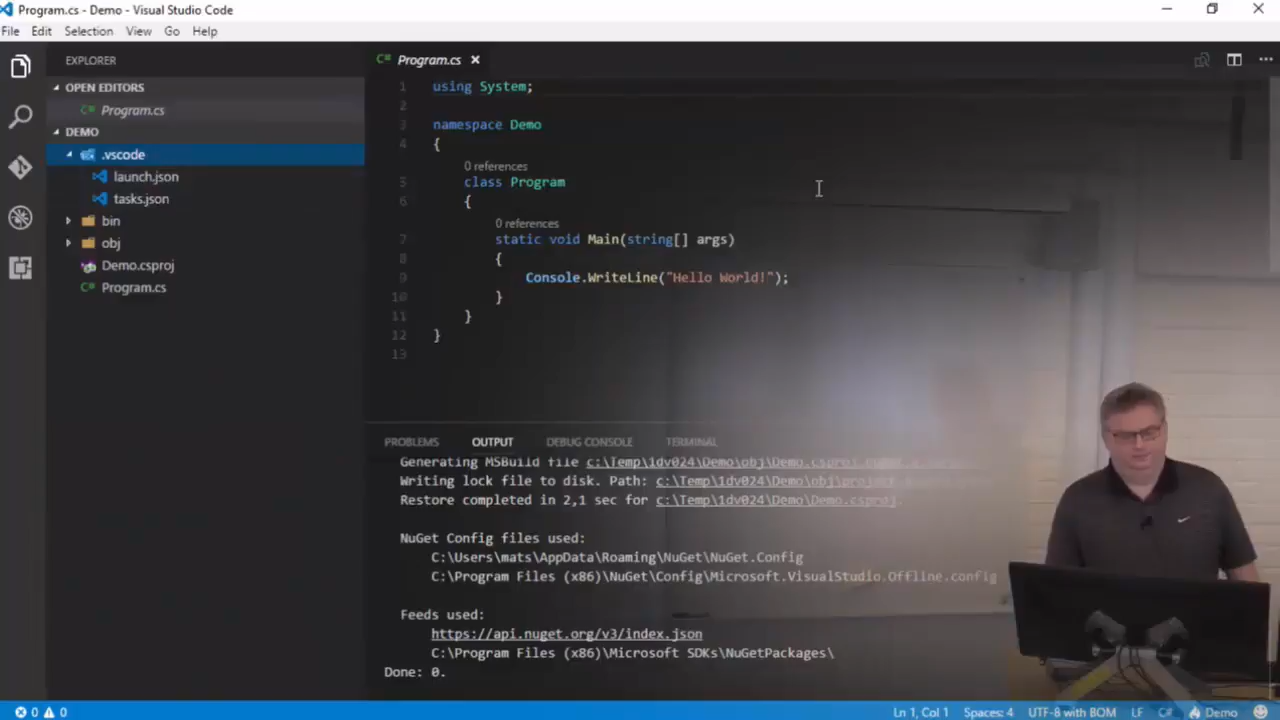 Program.cs - Demo - Visual Studio Code
File Edit Selection View Go Help
EXPLORER
OPEN EDITORS
C# Program.cs
DEMO
.vscode
launch.json
tasks.json
bin
obj
Demo.csproj
C# Program.cs
C# Program.cs
1 using System;
2
3 namespace Demo
4 {
0 references
5 class Program
6 {
0 references
7 static void Main(string[] args)
8 {
9 Console.WriteLine("Hello World!");
10 }
11 }
12 }
13
PROBLEMS OUTPUT DEBUG CONSOLE TERMINAL
Generating MSBuild file c:\Temp\1dv024\Demo\obj\Demo.csproj
Writing lock file to disk. Path: c:\Temp\1dv024\Demo\obj\
Restore completed in 2,1 sec for c:\Temp\1dv024\Demo\Demo.csproj.
NuGet Config files used:
C:\Users\mats\AppData\Roaming\NuGet\NuGet.Config
C:\Program Files (x86)\NuGet\Config\Microsoft.VisualStudio.Offline.config
Feeds used:
https://api.nuget.org/v3/index.json
C:\Program Files (x86)\Microsoft SDKs\NuGetPackages\
Done: 0.
0 0 Ln 1, Col 1 Spaces: 4 UTF-8 with BOM LF C# Demo